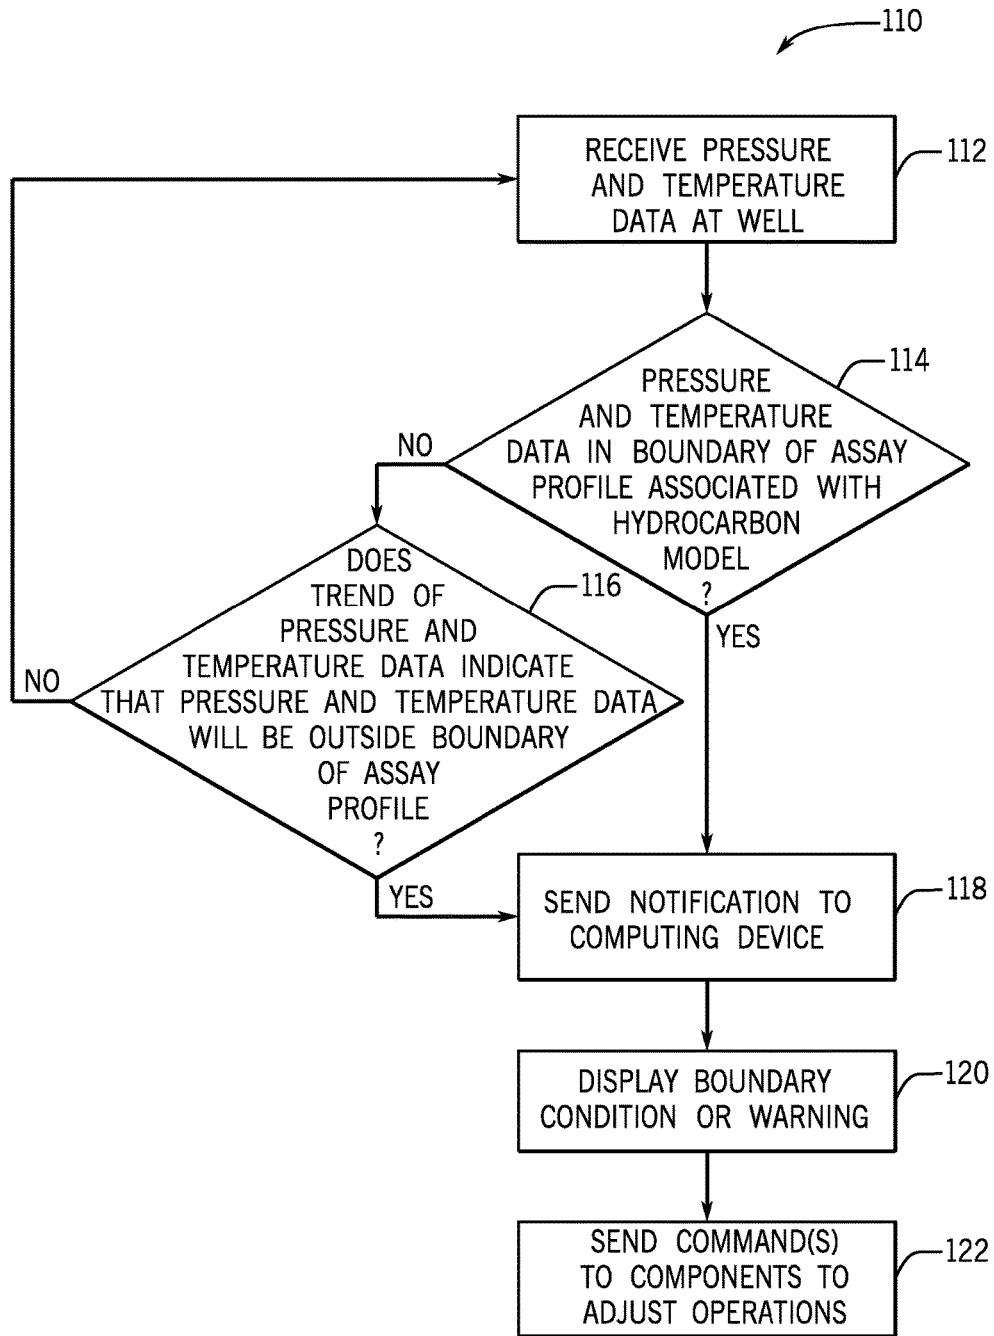 110
RECEIVE PRESSURE
AND TEMPERATURE
DATA AT WELL
112
PRESSURE
AND TEMPERATURE
DATA IN BOUNDARY OF ASSAY
PROFILE ASSOCIATED WITH
HYDROCARBON
MODEL
?
114
NO
YES
DOES
TREND OF
PRESSURE AND
TEMPERATURE DATA INDICATE
THAT PRESSURE AND TEMPERATURE DATA
WILL BE OUTSIDE BOUNDARY
OF ASSAY
PROFILE
?
116
NO
YES
SEND NOTIFICATION TO
COMPUTING DEVICE
118
DISPLAY BOUNDARY
CONDITION OR WARNING
120
SEND COMMAND(S)
TO COMPONENTS TO
ADJUST OPERATIONS
122